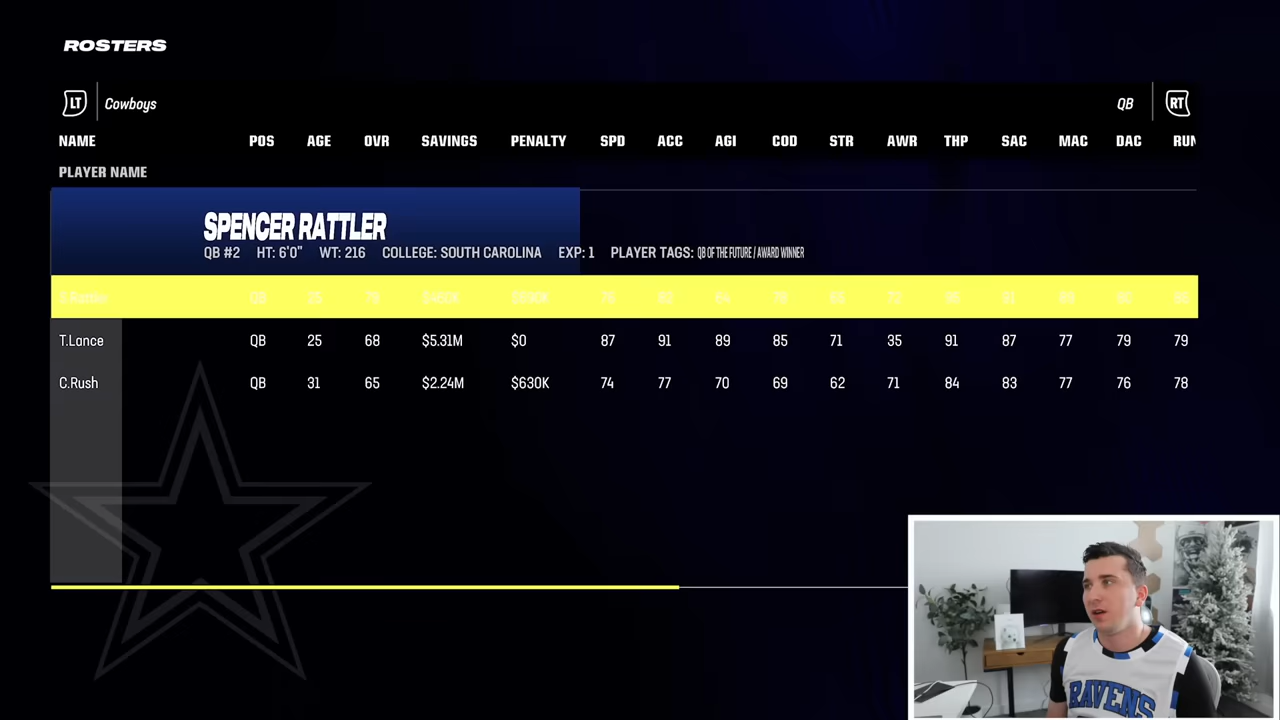 ROSTERS
LT Cowboys QB RT
NAME POS AGE OVR SAVINGS PENALTY SPD ACC AGI COD STR AWR THP SAC MAC DAC RUN
PLAYER NAME
SPENCER RATTLER
QB #2 HT: 6'0" WT: 216 COLLEGE: SOUTH CAROLINA EXP: 1 PLAYER TAGS: QB OF THE FUTURE / AWARD WINNER
QB 25
T.Lance QB 25 68 $5.31M $0 87 91 89 85 71 35 91 87 77 79 79
C.Rush QB 31 65 $2.24M $630K 74 77 70 69 62 71 84 83 77 76 78
RAVENS